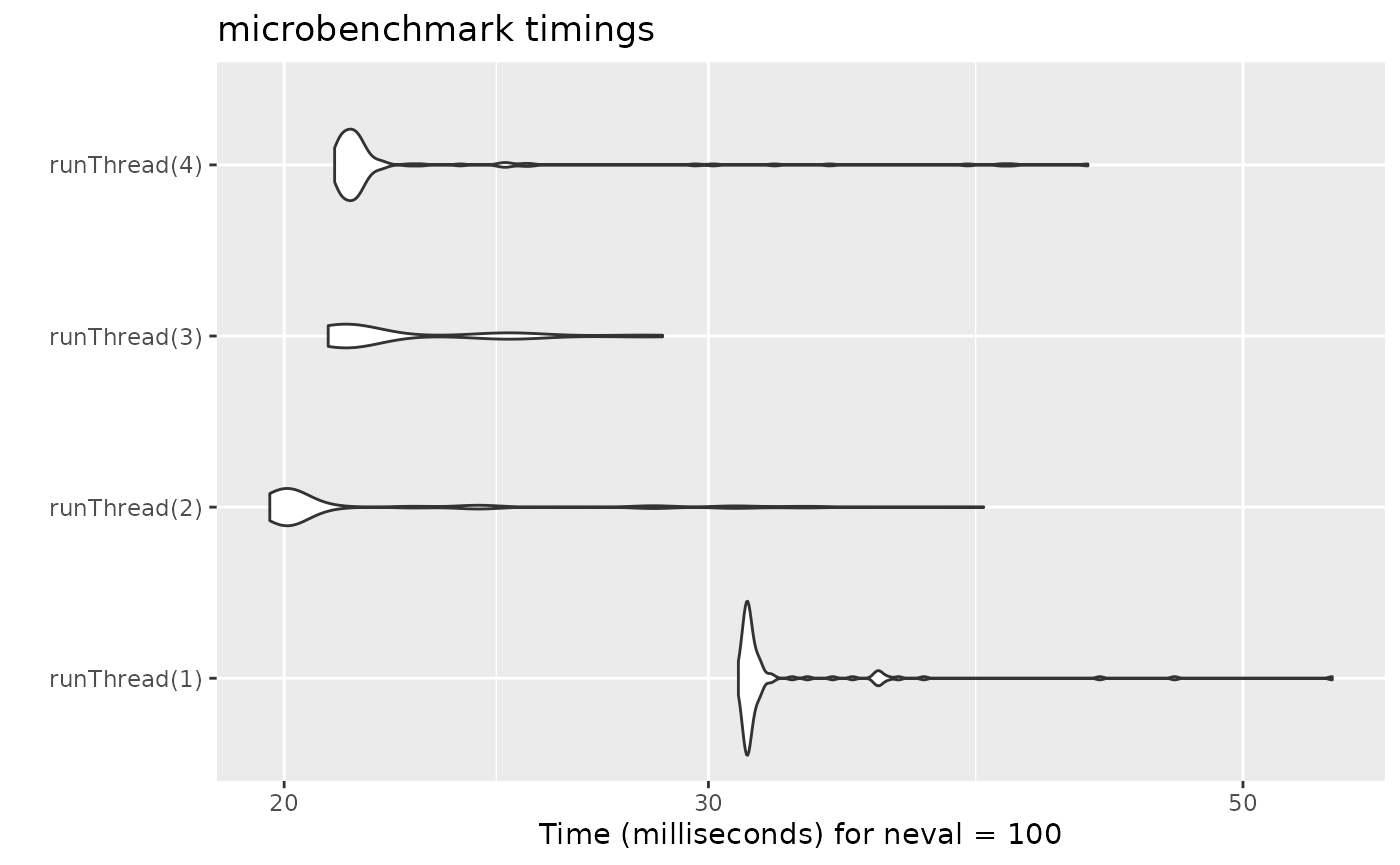 microbenchmark timings
runThread(4)
runThread(3)
runThread(2)
runThread(1)
20 30 50
Time (milliseconds) for neval = 100